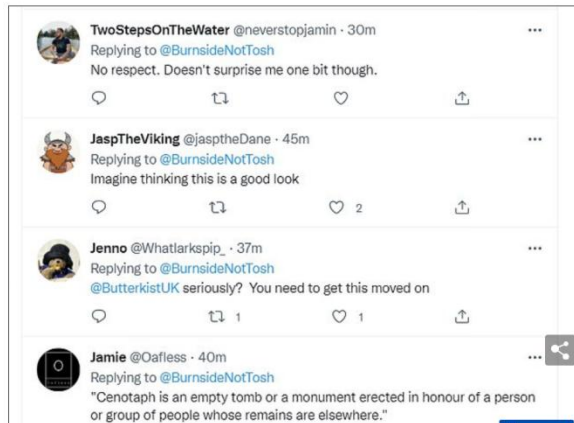 TwoStepsOnTheWater @neverstopjamin · 30m
Replying to @BurnsideNotTosh
No respect. Doesn't surprise me one bit though.
JaspTheViking @jasptheDane · 45m
Replying to @BurnsideNotTosh
Imagine thinking this is a good look
2
Jenno @Whatlarkspip_ · 37m
Replying to @BurnsideNotTosh
@ButterkistUK seriously? You need to get this moved on
1 1
Jamie @Oafless · 40m
Replying to @BurnsideNotTosh
"Cenotaph is an empty tomb or a monument erected in honour of a person
or group of people whose remains are elsewhere."